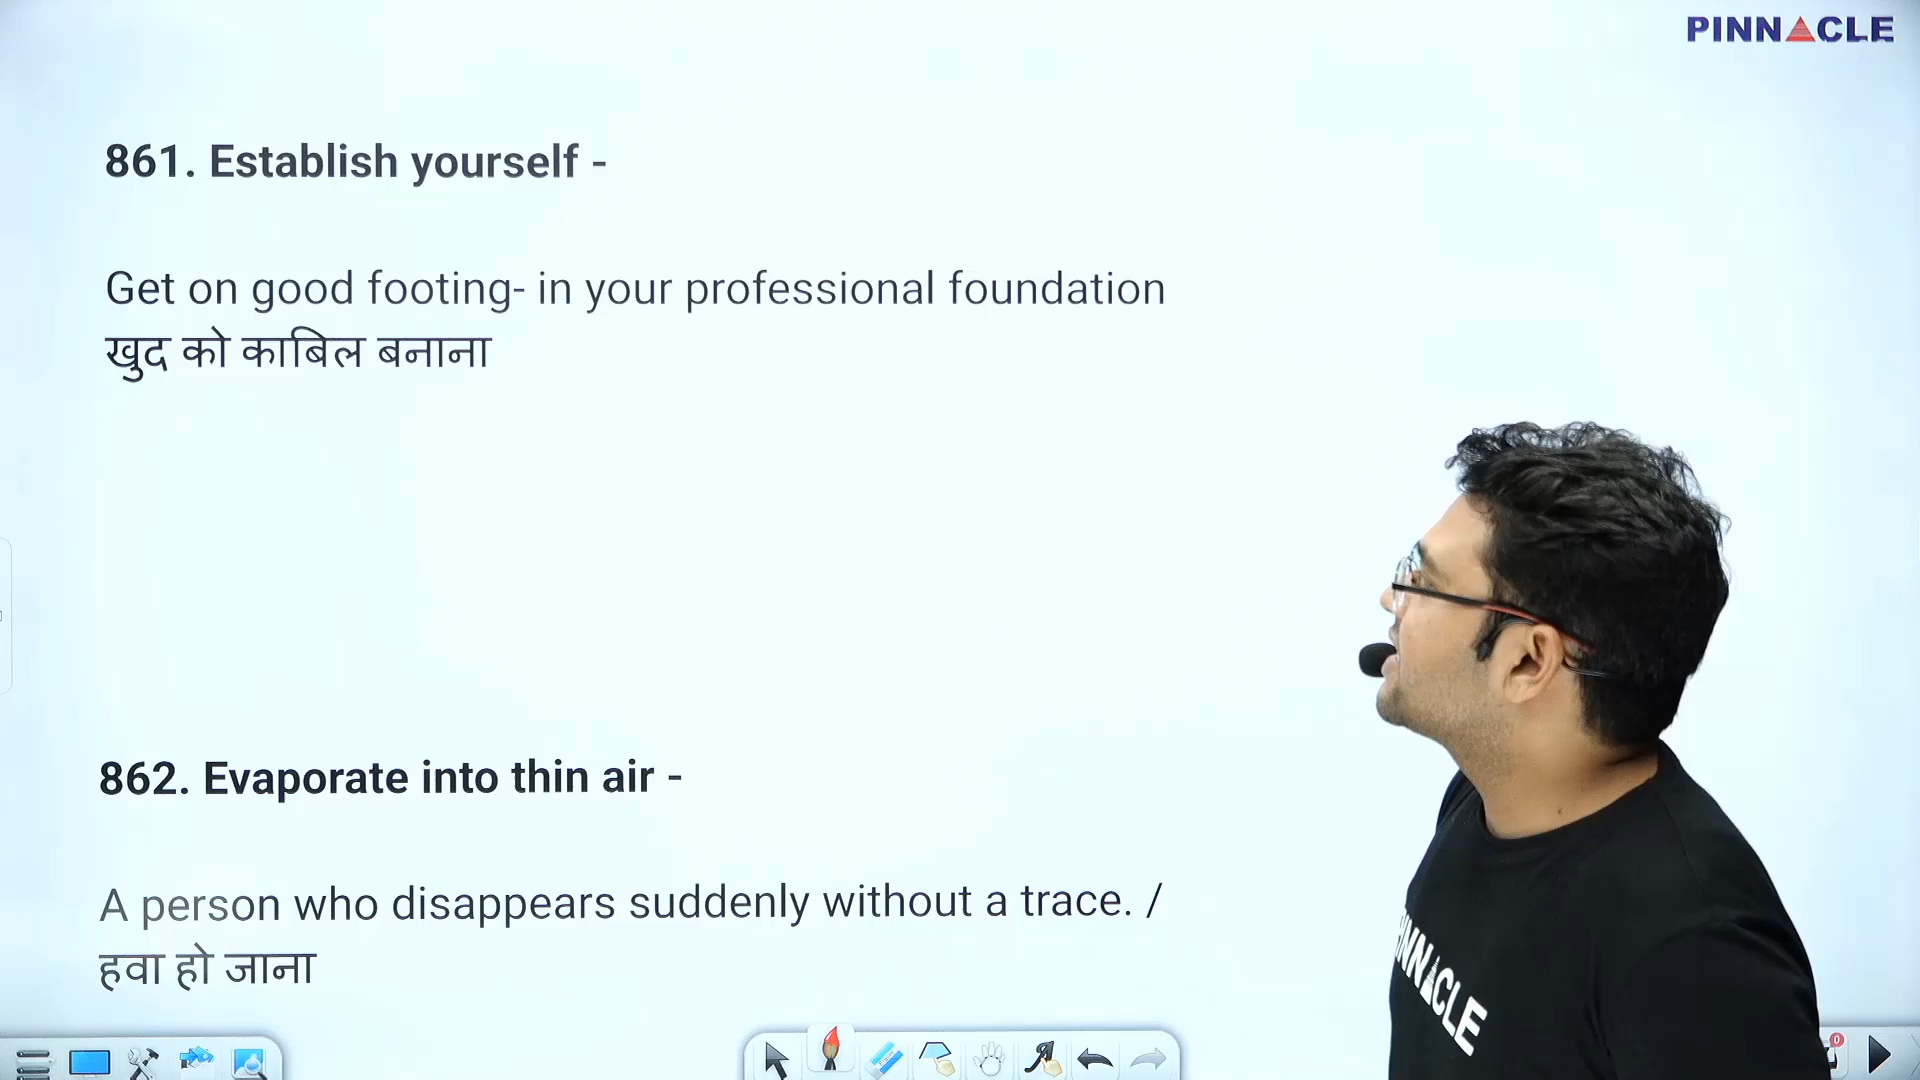 PINNACLE
861. Establish yourself -
Get on good footing- in your professional foundation
खुद को काबिल बनाना
862. Evaporate into thin air -
A person who disappears suddenly without a trace. /
हवा हो जाना
PINNACLE
0